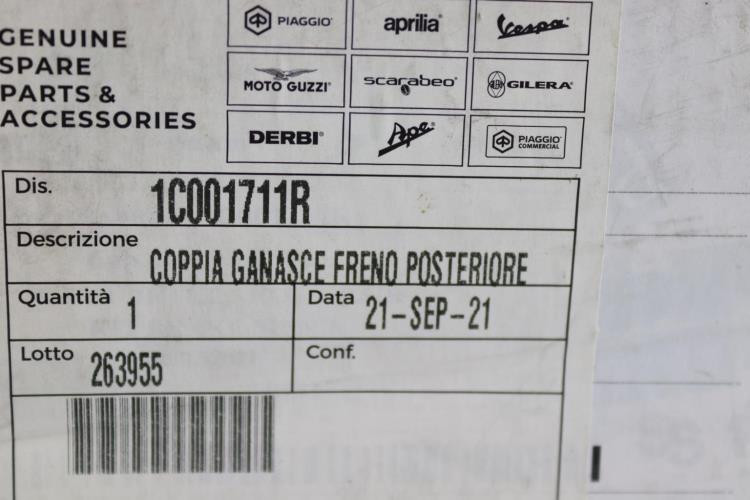 GENUINE
SPARE
PARTS &
ACCESSORIES
PIAGGIO aprilia Vespa
MOTO GUZZI scarabeo GILERA
DERBI Ape PIAGGIO COMMERCIAL
Dis. 1C001711R
Descrizione
COPPIA GANASCE FRENO POSTERIORE
Quantità 1 Data 21-SEP-21
Lotto 263955 Conf.